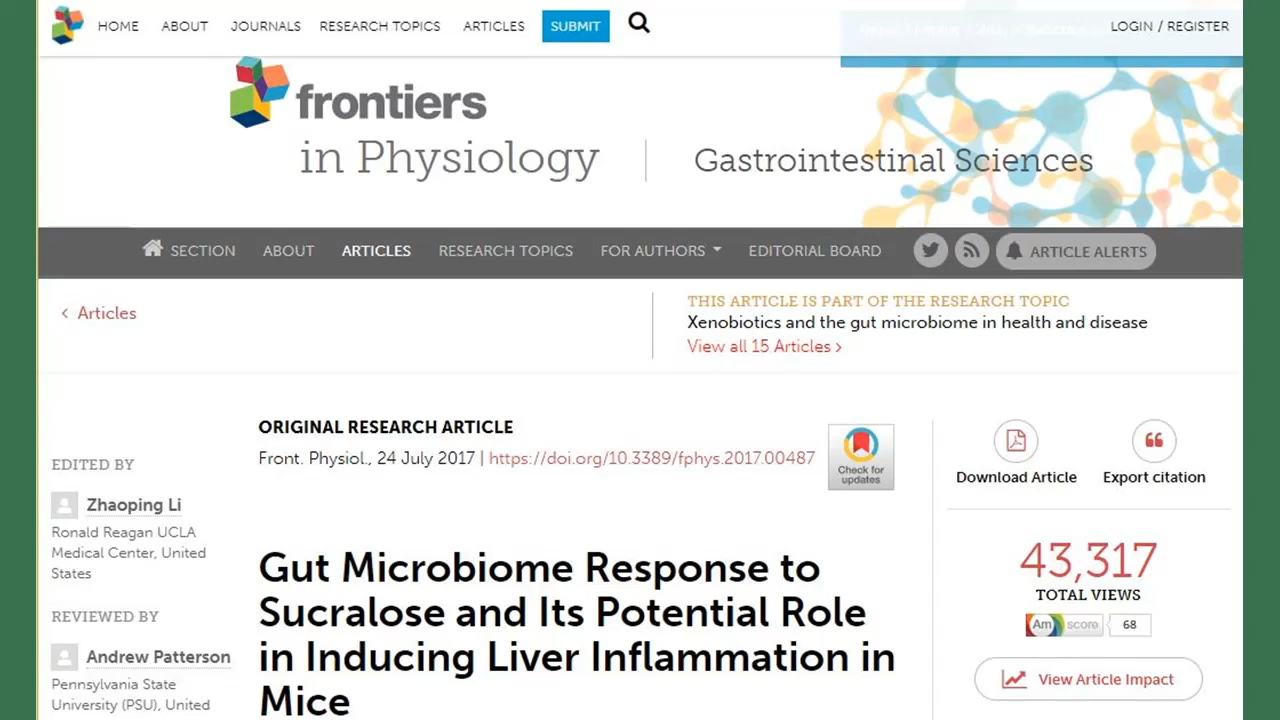 HOME ABOUT JOURNALS RESEARCH TOPICS ARTICLES SUBMIT LOGIN / REGISTER
frontiers
in Physiology Gastrointestinal Sciences
SECTION ABOUT ARTICLES RESEARCH TOPICS FOR AUTHORS EDITORIAL BOARD ARTICLE ALERTS
< Articles
THIS ARTICLE IS PART OF THE RESEARCH TOPIC
Xenobiotics and the gut microbiome in health and disease
View all 15 Articles >
EDITED BY
Zhaoping Li
Ronald Reagan UCLA
Medical Center, United
States
REVIEWED BY
Andrew Patterson
Pennsylvania State
University (PSU), United
ORIGINAL RESEARCH ARTICLE
Front. Physiol., 24 July 2017 | https://doi.org/10.3389/fphys.2017.00487
Check for
updates
Gut Microbiome Response to
Sucralose and Its Potential Role
in Inducing Liver Inflammation in
Mice
Download Article Export citation
43,317
TOTAL VIEWS
Am score 68
View Article Impact